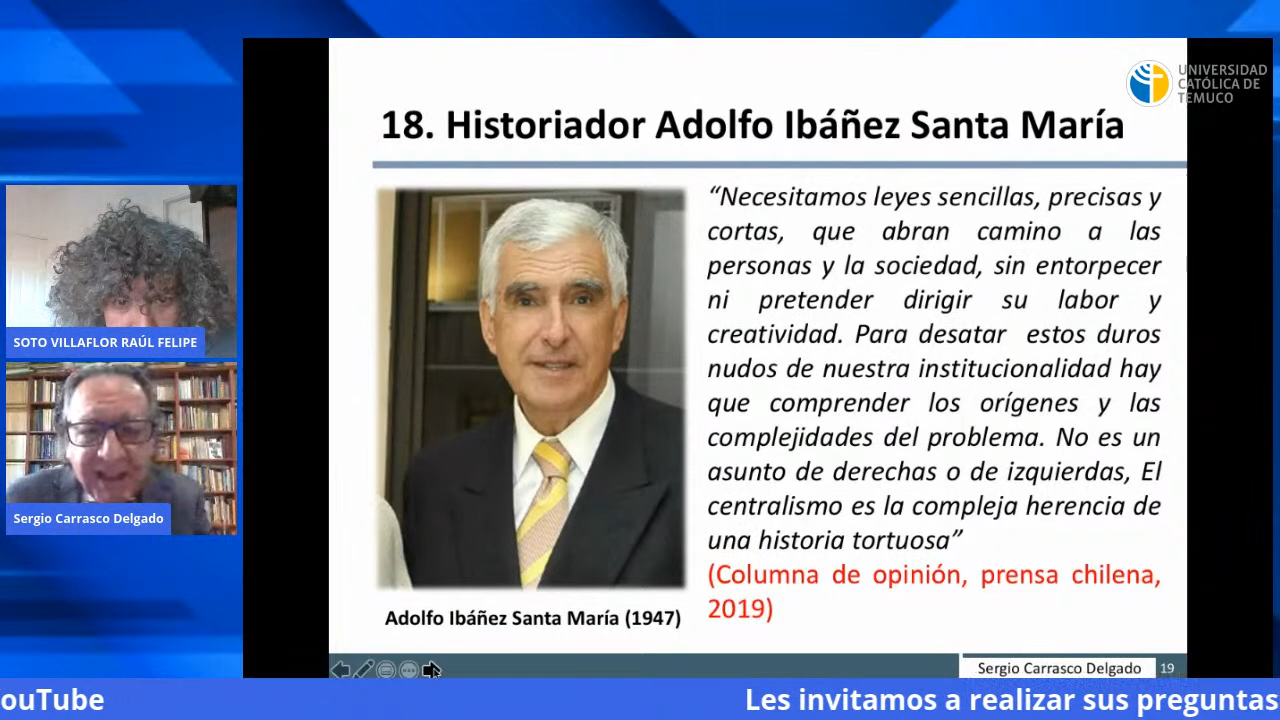 UNIVERSIDAD
CATÓLICA DE
TEMUCO
18. Historiador Adolfo Ibáñez Santa María
“Necesitamos leyes sencillas, precisas y
cortas, que abran camino a las
personas y la sociedad, sin entorpecer
ni pretender dirigir su labor y
creatividad. Para desatar estos duros
nudos de nuestra institucionalidad hay
que comprender los orígenes y las
complejidades del problema. No es un
asunto de derechas o de izquierdas, El
centralismo es la compleja herencia de
una historia tortuosa”
(Columna de opinión, prensa chilena,
2019)
Adolfo Ibáñez Santa María (1947)
SOTO VILLAFLOR RAÚL FELIPE
Sergio Carrasco Delgado
Sergio Carrasco Delgado 19
ouTube Les invitamos a realizar sus preguntas